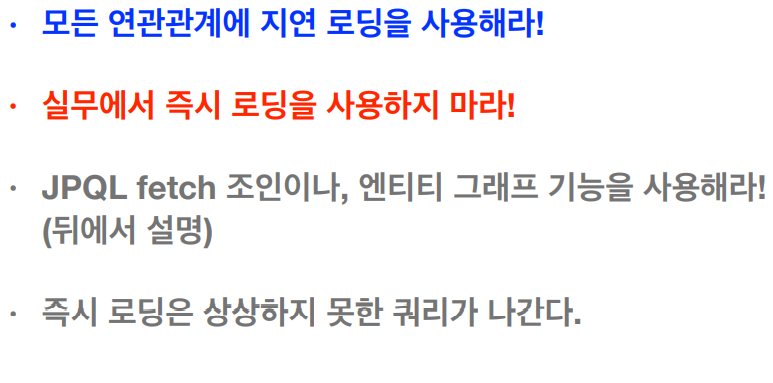 • 모든 연관관계에 지연 로딩을 사용해라!
• 실무에서 즉시 로딩을 사용하지 마라!
• JPQL fetch 조인이나, 엔티티 그래프 기능을 사용해라!
(뒤에서 설명)
• 즉시 로딩은 상상하지 못한 쿼리가 나간다.